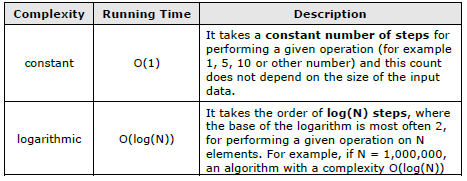 Complexity Running Time Description
constant O(1) It takes a constant number of steps for
performing a given operation (for example
1, 5, 10 or other number) and this count
does not depend on the size of the input
data.
logarithmic O(log(N)) It takes the order of log(N) steps, where
the base of the logarithm is most often 2,
for performing a given operation on N
elements. For example, if N = 1,000,000,
an algorithm with a complexity O(log(N))